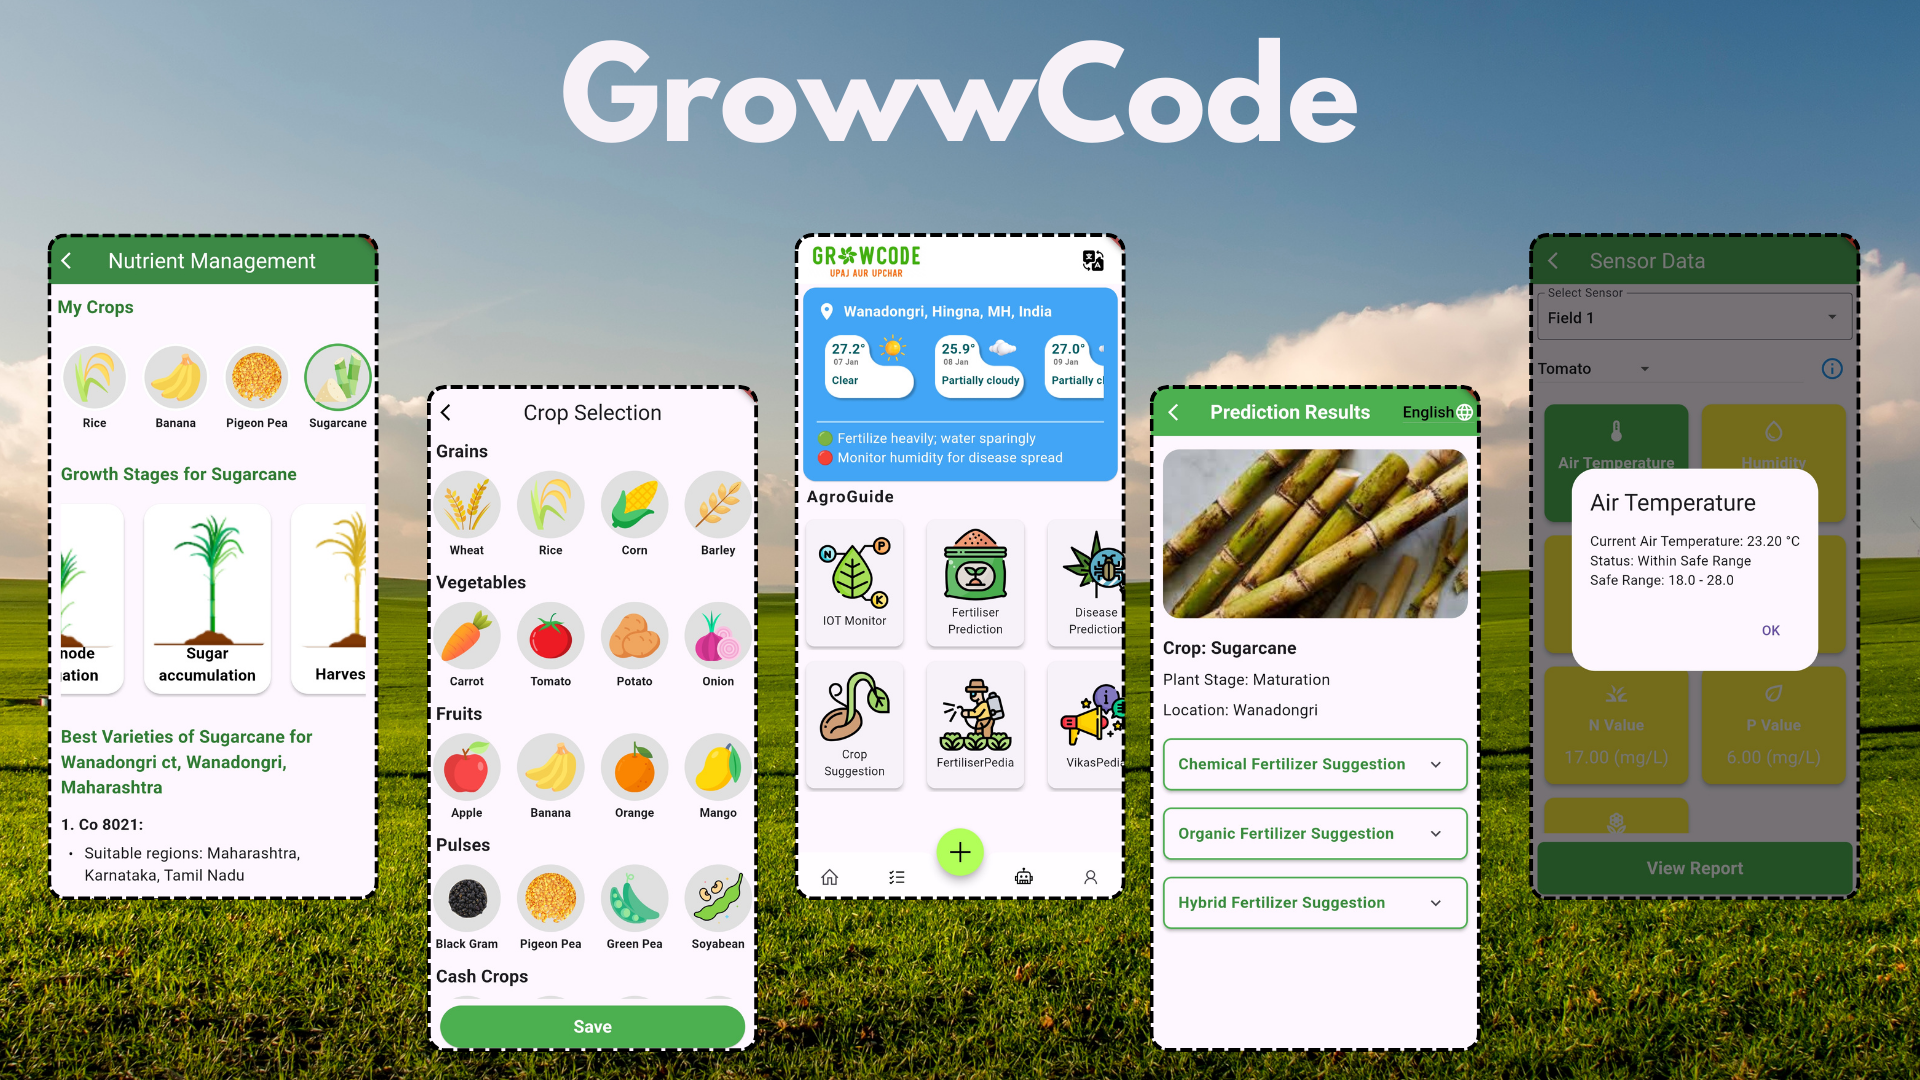 GrowwCode
Nutrient Management
My Crops
Rice
Banana
Pigeon Pea
Sugarcane
Growth Stages for Sugarcane
node
ation
Sugar
accumulation
Harves
Best Varieties of Sugarcane for
Wanadongri ct, Wanadongri,
Maharashtra
1. Co 8021:
• Suitable regions: Maharashtra,
Karnataka, Tamil Nadu
Crop Selection
Grains
Wheat
Rice
Corn
Barley
Vegetables
Carrot
Tomato
Potato
Onion
Fruits
Apple
Banana
Orange
Mango
Pulses
Black Gram
Pigeon Pea
Green Pea
Soyabean
Cash Crops
Save
GROWCODE
UPAJ AUR UPCHAR
Wanadongri, Hingna, MH, India
27.2°
07 Jan
Clear
25.9°
08 Jan
Partially cloudy
27.0°
09 Jan
Partially cl
Fertilize heavily; water sparingly
Monitor humidity for disease spread
AgroGuide
N
P
K
IOT Monitor
Fertiliser
Prediction
Disease
Prediction
Crop
Suggestion
FertiliserPedia
VikasPedia
Prediction Results
English
Crop: Sugarcane
Plant Stage: Maturation
Location: Wanadongri
Chemical Fertilizer Suggestion
Organic Fertilizer Suggestion
Hybrid Fertilizer Suggestion
Sensor Data
Select Sensor
Field 1
Tomato
Air Temperature
Humidity
Air Temperature
Current Air Temperature: 23.20 °C
Status: Within Safe Range
Safe Range: 18.0 - 28.0
OK
N Value
17.00 (mg/L)
P Value
6.00 (mg/L)
View Report